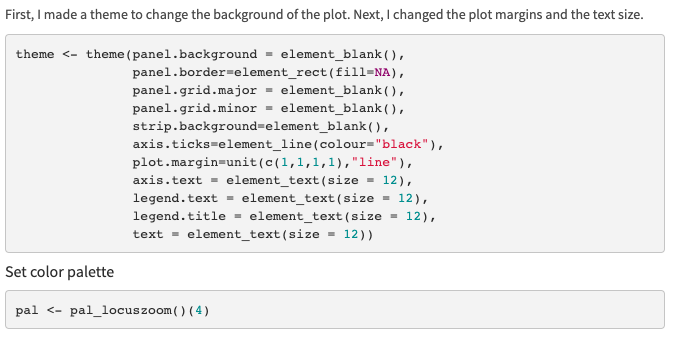 First, I made a theme to change the background of the plot. Next, I changed the plot margins and the text size.
theme <- theme(panel.background = element_blank(),
panel.border=element_rect(fill=NA),
panel.grid.major = element_blank(),
panel.grid.minor = element_blank(),
strip.background=element_blank(),
axis.ticks=element_line(colour="black"),
plot.margin=unit(c(1,1,1,1),"line"),
axis.text = element_text(size = 12),
legend.text = element_text(size = 12),
legend.title = element_text(size = 12),
text = element_text(size = 12))
Set color palette
pal <- pal_locuszoom()(4)